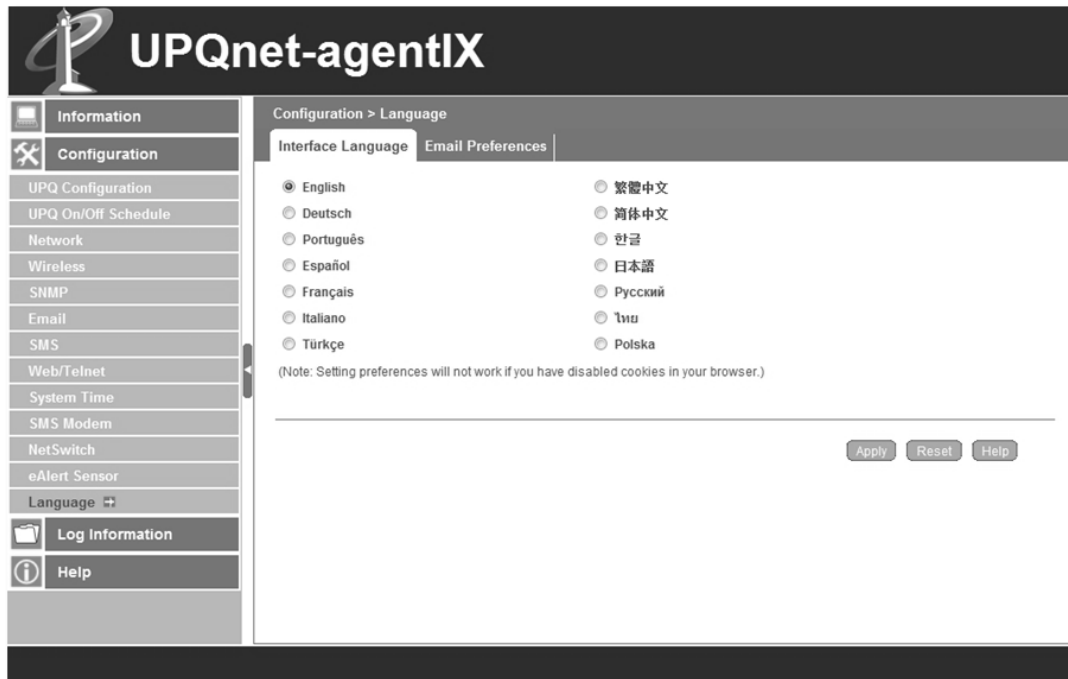 UPQnet-agentIX
Information
Configuration
UPQ Configuration
UPQ On/Off Schedule
Network
Wireless
SNMP
Email
SMS
Web/Telnet
System Time
SMS Modem
NetSwitch
eAlert Sensor
Language
Log Information
Help
Configuration > Language
Interface Language
Email Preferences
English
繁體中文
Deutsch
简体中文
Português
한글
Español
日本語
Français
Русский
Italiano
ไทย
Türkçe
Polska
(Note: Setting preferences will not work if you have disabled cookies in your browser.)
Apply
Reset
Help